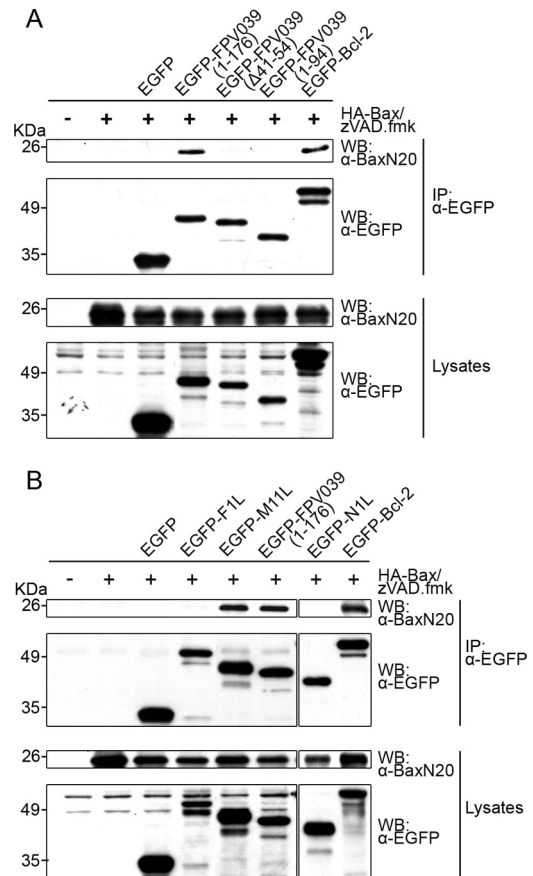 A
EGFP
EGFP-FPV039
(1-176)
EGFP-FPV039
(Δ41-54)
EGFP-FPV039
(1-94)
EGFP-Bcl-2
- + + + + + +
HA-Bax/
zVAD.fmk
KDa
26-
WB:
α-BaxN20
49-
35-
WB:
α-EGFP
IP:
α-EGFP
26-
WB:
α-BaxN20
49-
35-
WB:
α-EGFP
Lysates
B
EGFP
EGFP-F1L
EGFP-M11L
EGFP-FPV039
(1-176)
EGFP-N1L
EGFP-Bcl-2
- + + + + + + +
HA-Bax/
zVAD.fmk
KDa
26-
WB:
α-BaxN20
49-
35-
WB:
α-EGFP
IP:
α-EGFP
26-
WB:
α-BaxN20
49-
35-
WB:
α-EGFP
Lysates